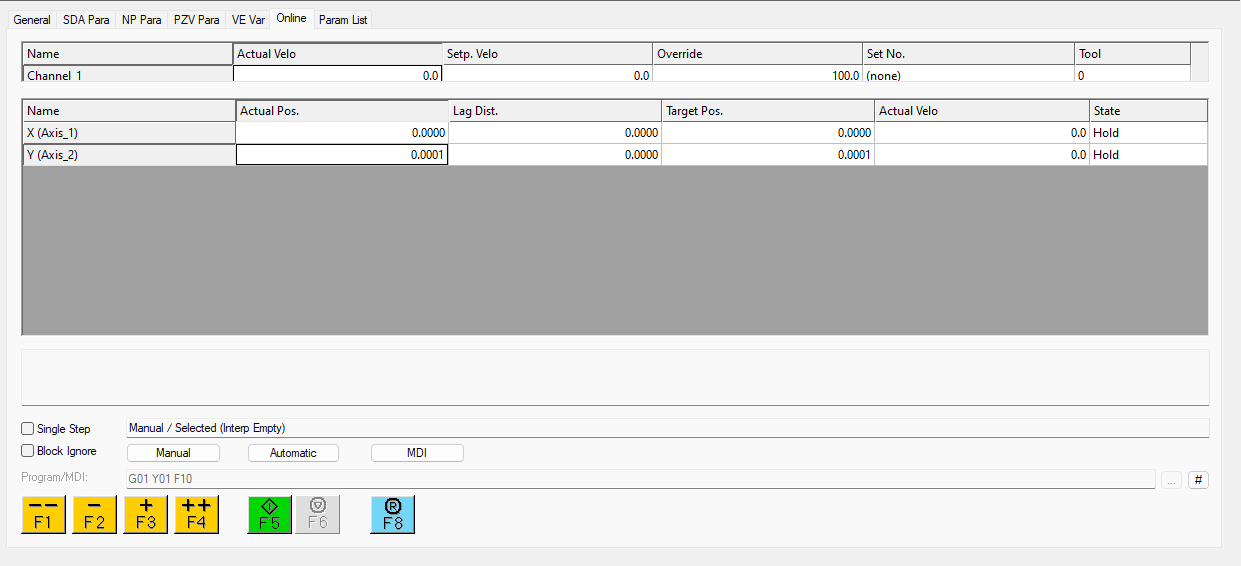 General SDA Para NP Para PZV Para VE Var Online Param List
Name Actual Velo Setp. Velo Override Set No. Tool
Channel 1 0.0 0.0 100.0 (none) 0
Name Actual Pos. Lag Dist. Target Pos. Actual Velo State
X (Axis_1) 0.0000 0.0000 0.0000 0.0 Hold
Y (Axis_2) 0.0001 0.0000 0.0001 0.0 Hold
Single Step Manual / Selected (Interp Empty)
Block Ignore Manual Automatic MDI
Program/MDI: G01 Y01 F10 ... #
-- - + ++ I R
F1 F2 F3 F4 F5 F6 F8